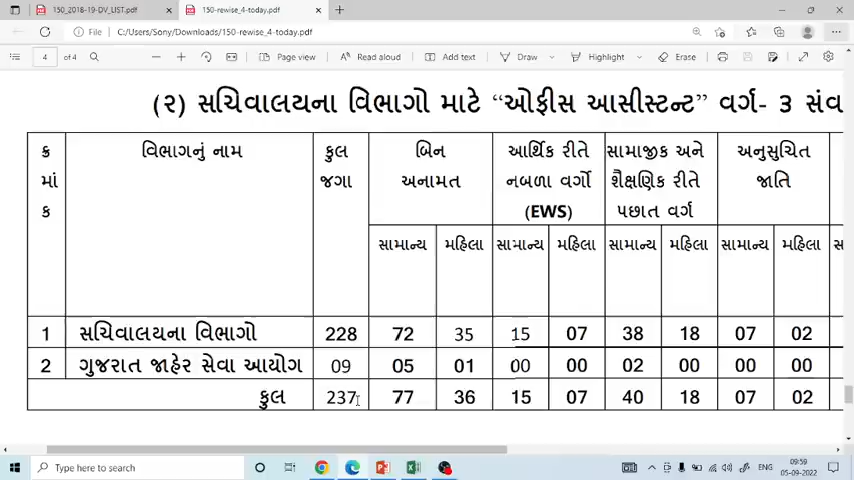 150_2018-19-DV_LIST.pdf
150-rewise_4-today.pdf
File C:/Users/Sony/Downloads/150-rewise_4-today.pdf
4 of 4 Page view Read aloud Add text Draw Highlight Erase
(૨) સચિવાલયના વિભાગો માટે “ઓફીસ આસીસ્ટન્ટ” વર્ગ- ૩ સંવ
ક્ર માં ક વિભાગનું નામ કુલ જગા બિન અનામત આર્થિક રીતે નબળા વર્ગો (EWS) સામાજીક અને શૈક્ષણિક રીતે પછાત વર્ગ અનુસુચિત જાતિ
સામાન્ય મહિલા સામાન્ય મહિલા સામાન્ય મહિલા સામાન્ય મહિલા
1 સચિવાલયના વિભાગો 228 72 35 15 07 38 18 07 02
2 ગુજરાત જાહેર સેવા આયોગ 09 05 01 00 00 02 00 00 00
કુલ 237 77 36 15 07 40 18 07 02
Type here to search
ENG
09:59
05-09-2022